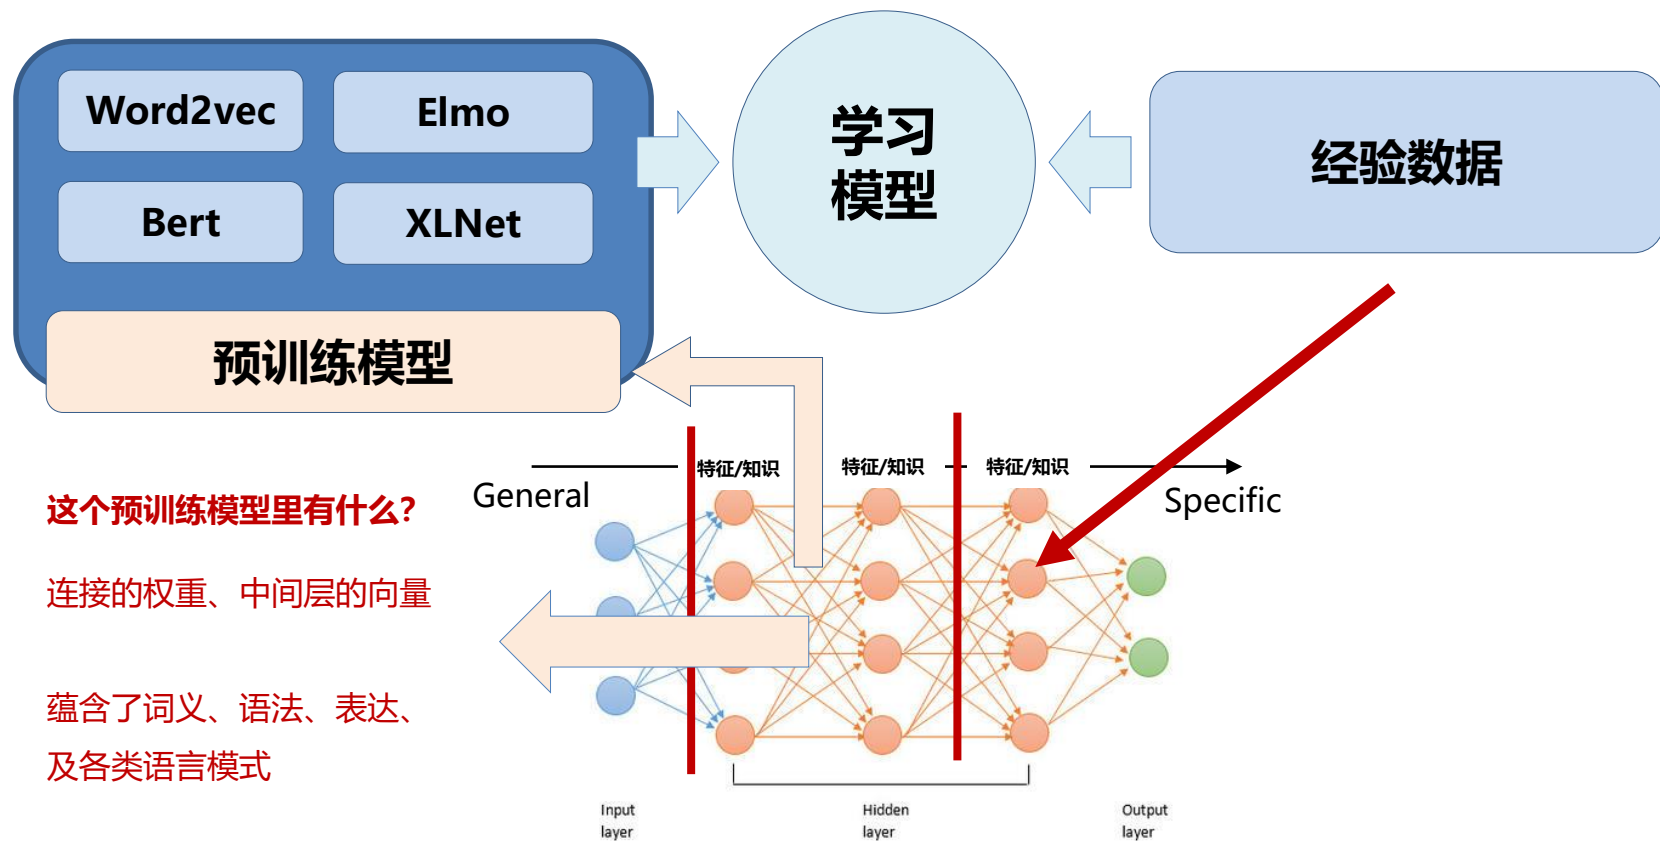 Word2vec
Elmo
Bert
XLNet
预训练模型
学习
模型
经验数据
特征/知识
特征/知识
特征/知识
General
Specific
这个预训练模型里有什么?
连接的权重、中间层的向量
蕴含了词义、语法、表达、
及各类语言模式
Input
layer
Hidden
layer
Output
layer